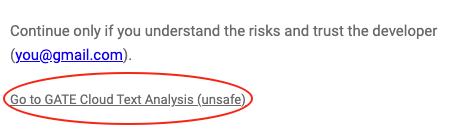 Continue only if you understand the risks and trust the developer
(you@gmail.com).
Go to GATE Cloud Text Analysis (unsafe)